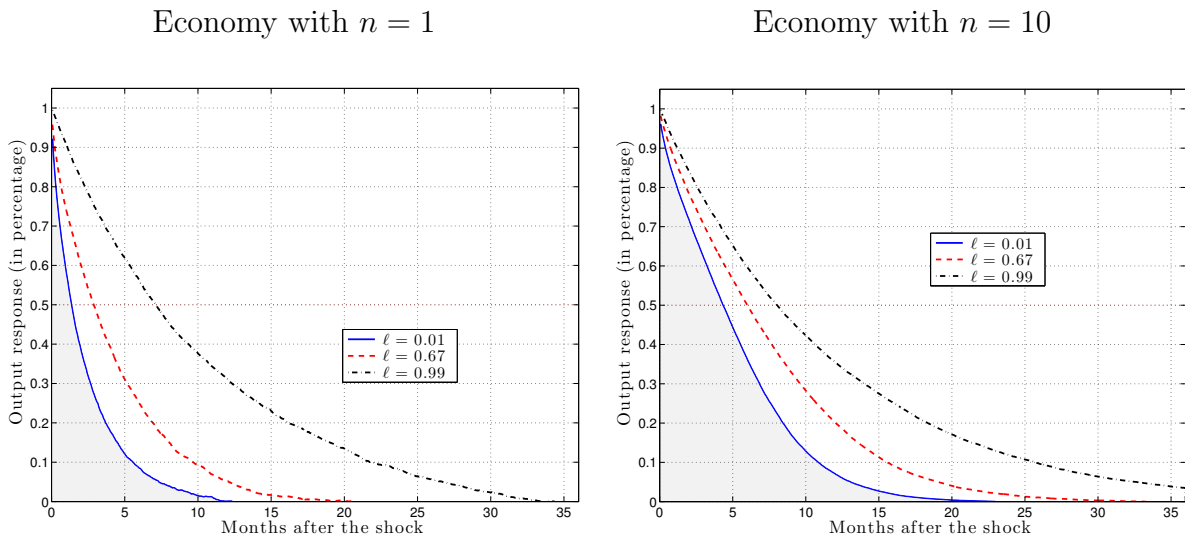 Economy with n = 1
Output response (in percentage)
1
0.9
0.8
0.7
0.6
0.5
0.4
0.3
0.2
0.1
0
0 5 10 15 20 25 30 35
Months after the shock
ℓ = 0.01
ℓ = 0.67
ℓ = 0.99
Economy with n = 10
Output response (in percentage)
1
0.9
0.8
0.7
0.6
0.5
0.4
0.3
0.2
0.1
0
0 5 10 15 20 25 30 35
Months after the shock
ℓ = 0.01
ℓ = 0.67
ℓ = 0.99